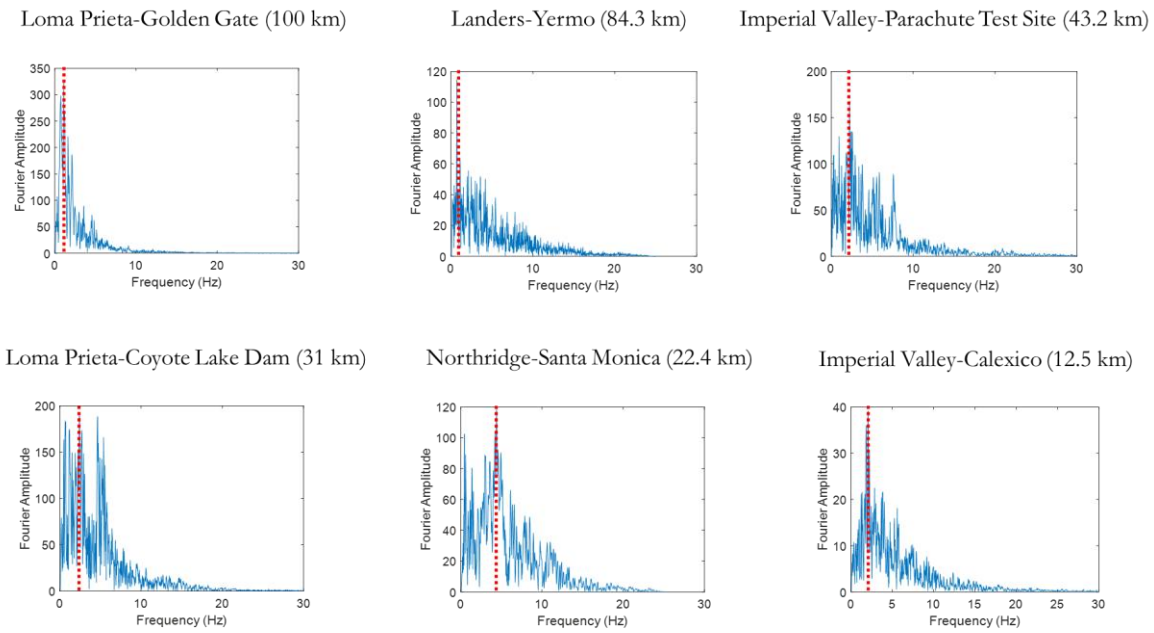 Loma Prieta-Golden Gate (100 km)
Landers-Yermo (84.3 km)
Imperial Valley-Parachute Test Site (43.2 km)
350
300
250
200
150
100
50
0
Fourier Amplitude
0 10 20 30
Frequency (Hz)
120
100
80
60
40
20
0
Fourier Amplitude
0 10 20 30
Frequency (Hz)
200
150
100
50
0
Fourier Amplitude
0 10 20 30
Frequency (Hz)
Loma Prieta-Coyote Lake Dam (31 km)
Northridge-Santa Monica (22.4 km)
Imperial Valley-Calexico (12.5 km)
200
150
100
50
0
Fourier Amplitude
0 10 20 30
Frequency (Hz)
120
100
80
60
40
20
0
Fourier Amplitude
0 10 20 30
Frequency (Hz)
40
30
20
10
0
Fourier Amplitude
0 5 10 15 20 25 30
Frequency (Hz)